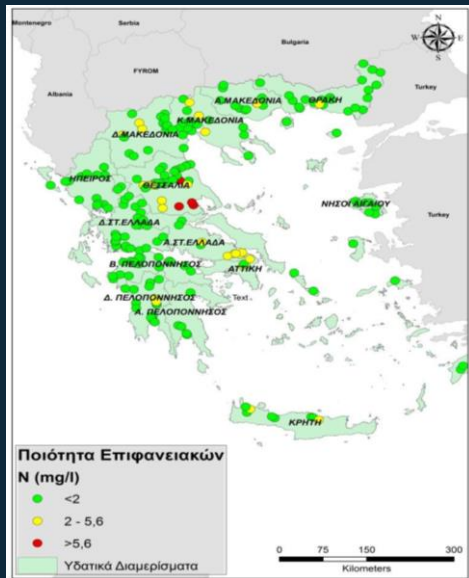 Montenegro
Serbia
Bulgaria
N
W
E
S
FYROM
Albania
Turkey
Α.ΜΑΚΕΔΟΝΙΑ
ΘΡΑΚΗ
Κ.ΜΑΚΕΔΟΝΙΑ
Δ.ΜΑΚΕΔΟΝΙΑ
ΗΠΕΙΡΟΣ
ΘΕΣΣΑΛΙΑ
ΝΗΣΟΙ ΑΙΓΑΙΟΥ
Turkey
Δ.ΣΤ.ΕΛΛΑΔΑ
Α.ΣΤ.ΕΛΛΑΔΑ
Β. ΠΕΛΟΠΟΝΝΗΣΟΣ
ΑΤΤΙΚΗ
Δ. ΠΕΛΟΠΟΝΝΗΣΟΣ
Text
Α. ΠΕΛΟΠΟΝΝΗΣΟΣ
ΚΡΗΤΗ
Ποιότητα Επιφανειακών
N (mg/l)
<2
2 - 5,6
>5,6
Υδατικά Διαμερίσματα
0 75 150 300
Kilometers